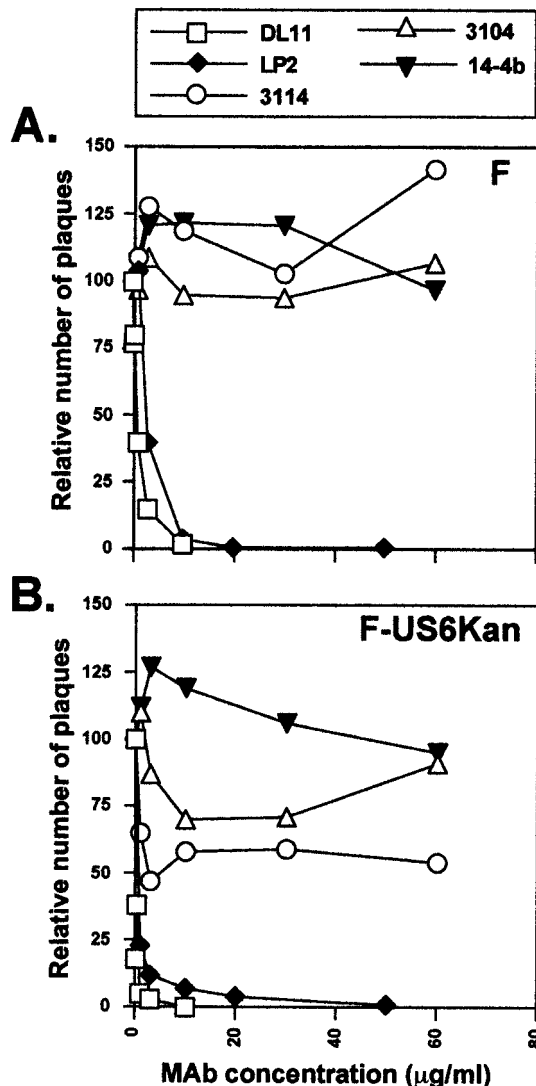 DL11
LP2
3114
3104
14-4b
A.
F
Relative number of plaques
150
125
100
75
50
25
0
B.
F-US6Kan
Relative number of plaques
150
125
100
75
50
25
0
0
20
40
60
MAb concentration (µg/ml)